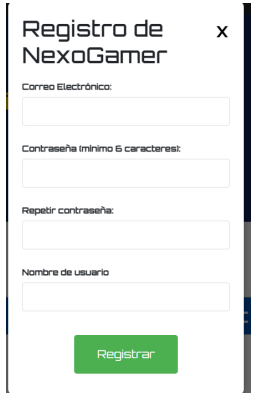 Registro de
NexoGamer
X
Correo Electrónico:
Contraseña (mínimo 6 caracteres):
Repetir contraseña:
Nombre de usuario
Registrar